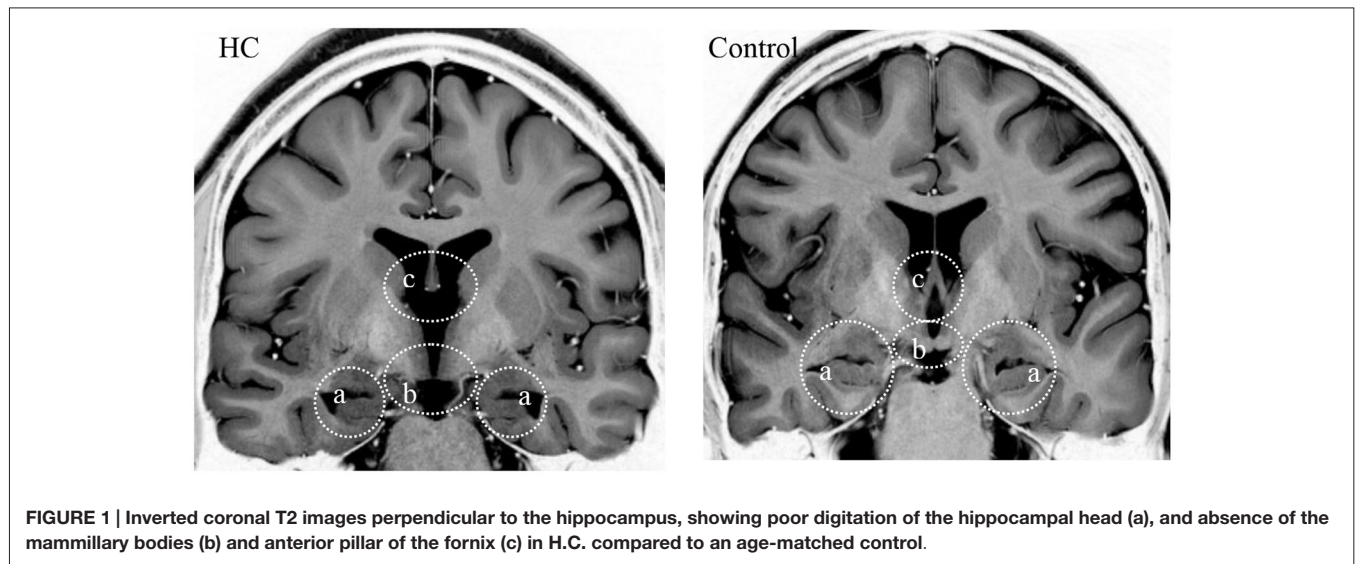 HC
Control
c
c
b
a
b
a
a
a
FIGURE 1 | Inverted coronal T2 images perpendicular to the hippocampus, showing poor digitation of the hippocampal head (a), and absence of the
mammillary bodies (b) and anterior pillar of the fornix (c) in H.C. compared to an age-matched control.